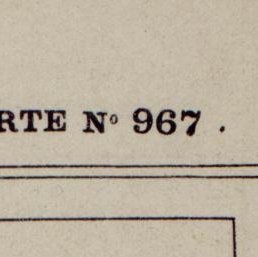 RTE Nº 967 .